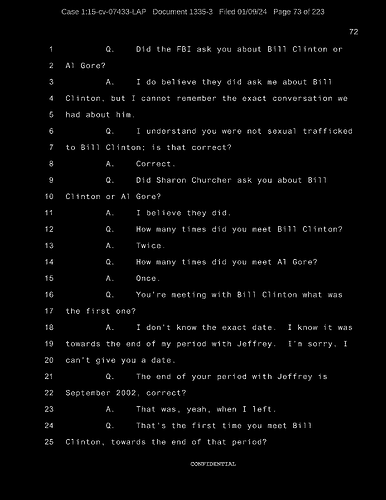 Case 1:15-cv-07433-LAP Document 1335-3 Filed 01/09/24 Page 73 of 223
72
1 Q. Did the FBI ask you about Bill Clinton or
2 Al Gore?
3 A. I do believe they did ask me about Bill
4 Clinton, but I cannot remember the exact conversation we
5 had about him.
6 Q. I understand you were not sexual trafficked
7 to Bill Clinton; is that correct?
8 A. Correct.
9 Q. Did Sharon Churcher ask you about Bill
10 Clinton or Al Gore?
11 A. I believe they did.
12 Q. How many times did you meet Bill Clinton?
13 A. Twice.
14 Q. How many times did you meet Al Gore?
15 A. Once.
16 Q. You're meeting with Bill Clinton what was
17 the first one?
18 A. I don't know the exact date. I know it was
19 towards the end of my period with Jeffrey. I'm sorry, I
20 can't give you a date.
21 Q. The end of your period with Jeffrey is
22 September 2002, correct?
23 A. That was, yeah, when I left.
24 Q. That's the first time you meet Bill
25 Clinton, towards the end of that period?
CONFIDENTIAL